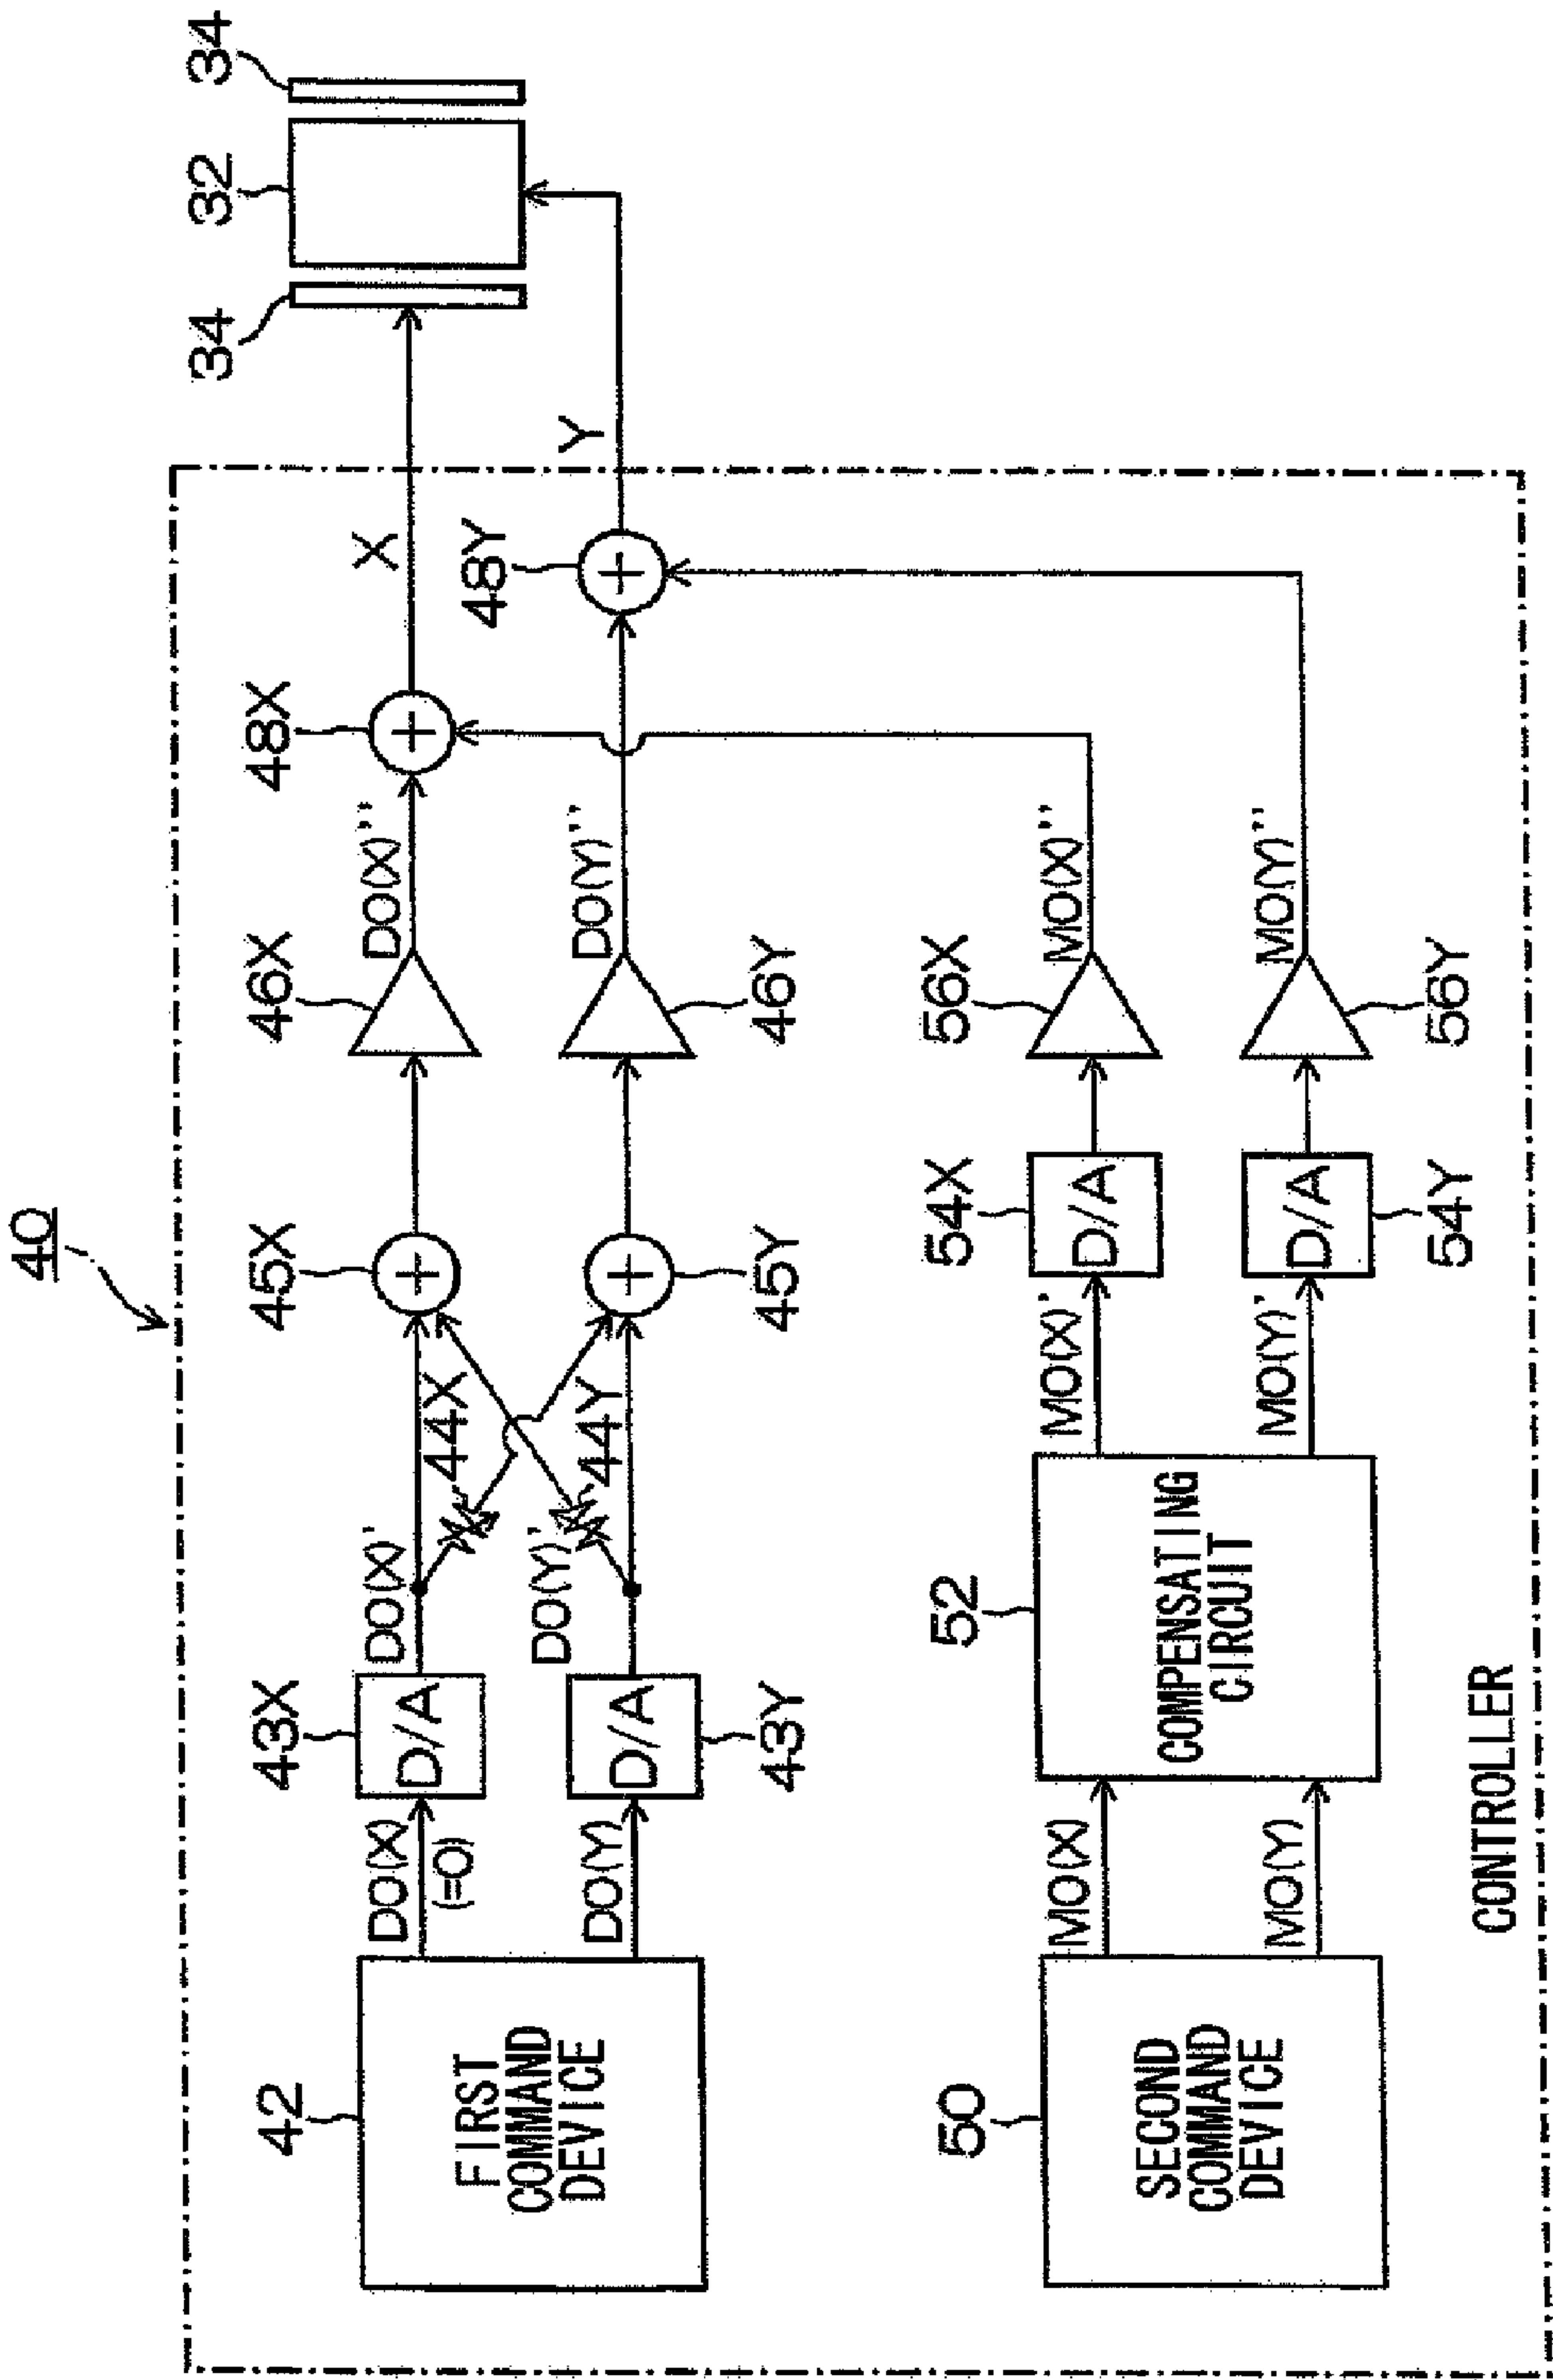 40
42
FIRST
COMMAND
DEVICE
DO(X)
(=0)
DO(Y)
43X
D/A
D/A
43Y
DO(X)'
DO(Y)'
44X
44Y
45X
+
+
45Y
46X
46Y
DO(X)''
DO(Y)''
48X
+
48Y
+
X
Y
34
32
34
50
SECOND
COMMAND
DEVICE
MO(X)
MO(Y)
52
COMPENSATING
CIRCUIT
MO(X)'
MO(Y)'
54X
D/A
D/A
54Y
56X
56Y
MO(X)''
MO(Y)''
CONTROLLER